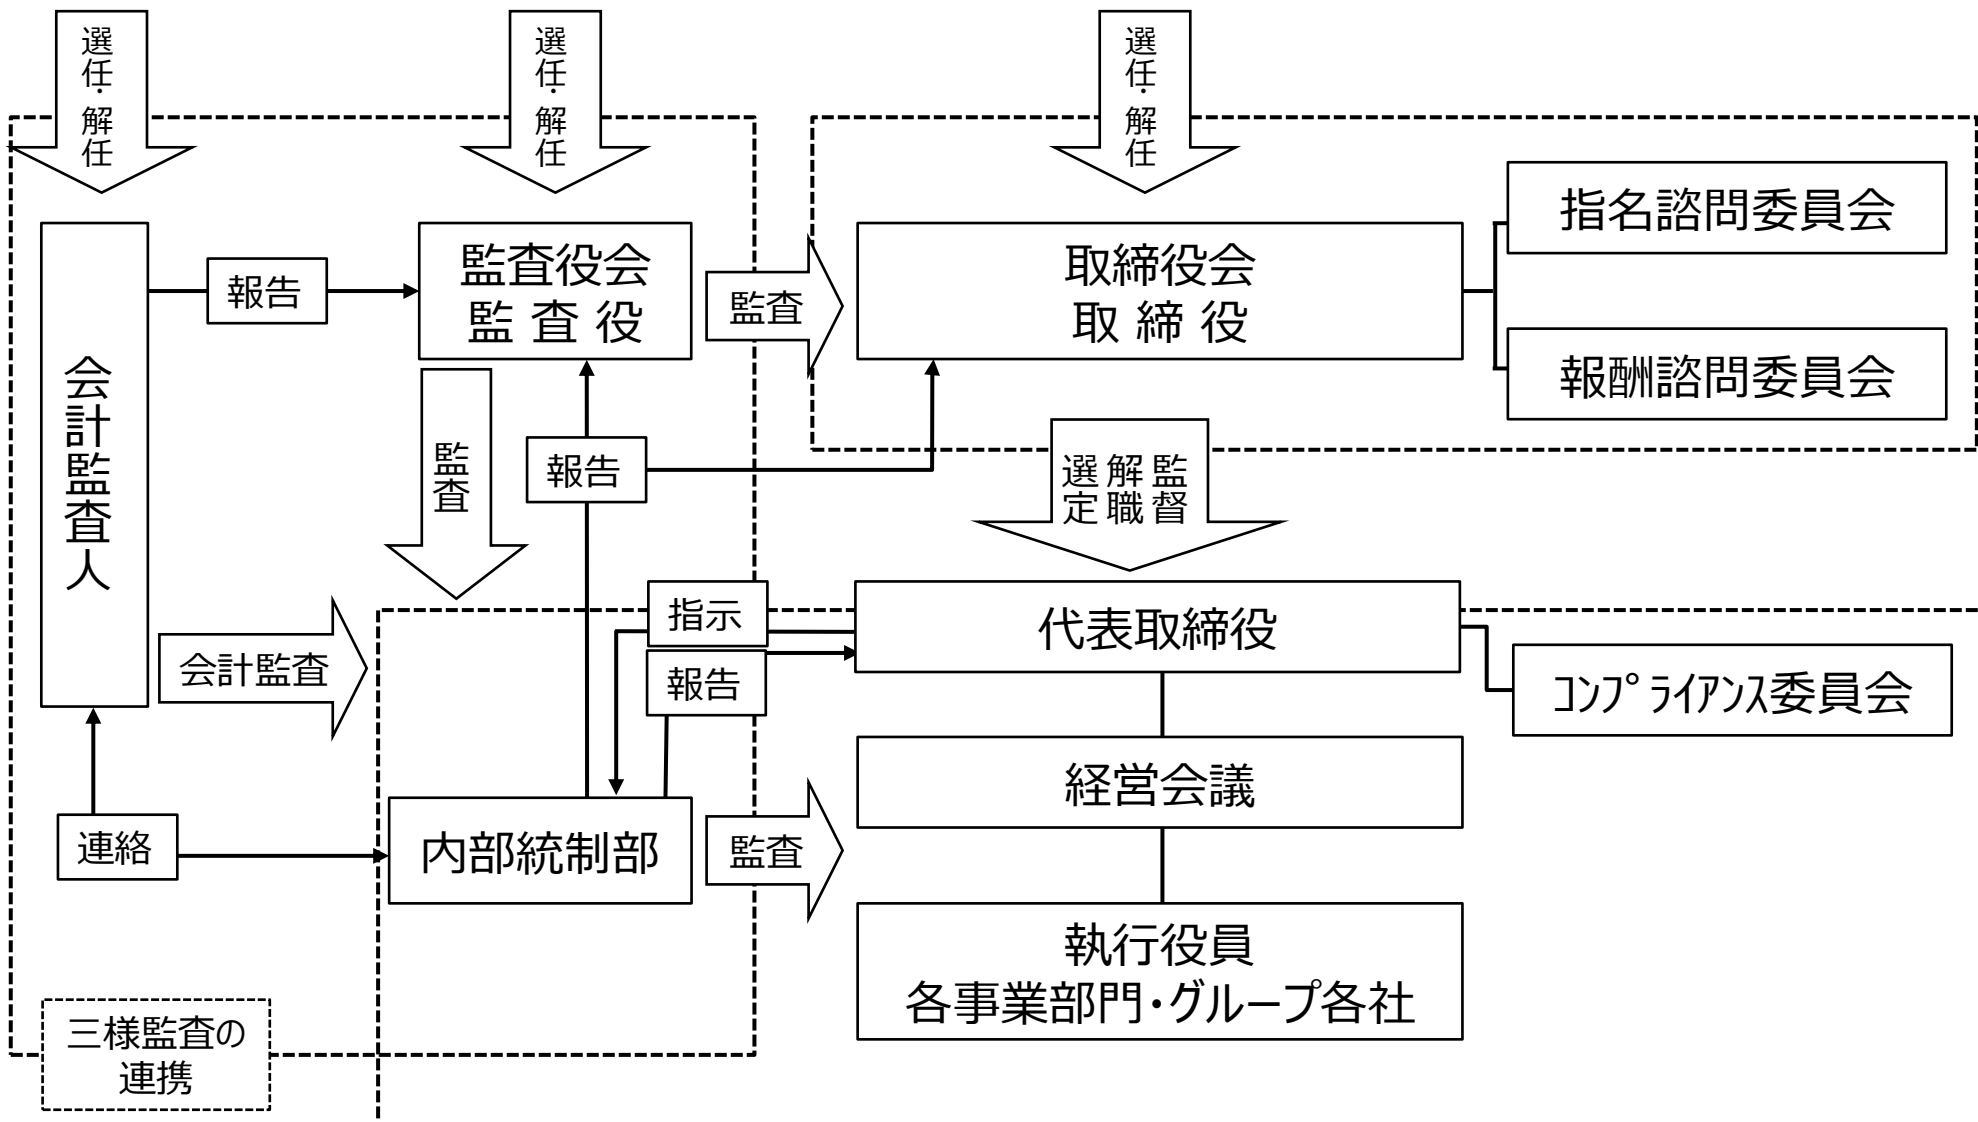 選任・解任
選任・解任
選任・解任
指名諮問委員会
監査役会
監査役
取締役会
取締役
報告
監査
報酬諮問委員会
会計監査人
監査
報告
選定
解職
監督
指示
代表取締役
会計監査
報告
ｺﾝﾌﾟﾗｲｱﾝｽ委員会
経営会議
連絡
内部統制部
監査
執行役員
各事業部門・グループ各社
三様監査の
連携